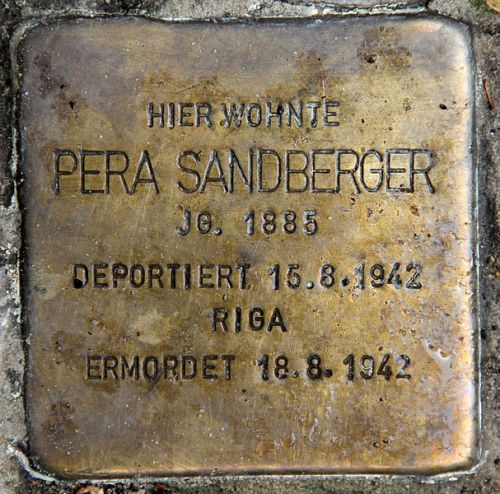 HIER WOHNTE
PERA SANDBERGER
JG. 1885
DEPORTIERT 15.8.1942
RIGA
ERMORDET 18.8.1942